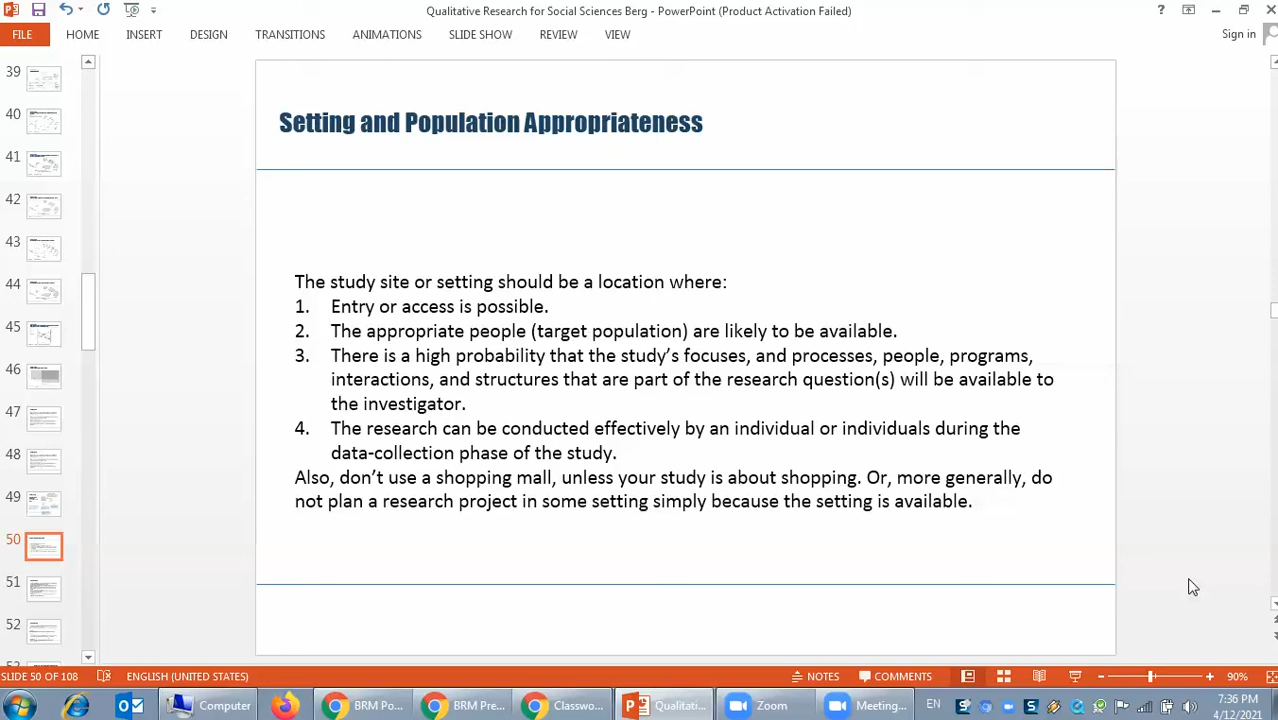 Qualitative Research for Social Sciences Berg - PowerPoint (Product Activation Failed)
FILE HOME INSERT DESIGN TRANSITIONS ANIMATIONS SLIDE SHOW REVIEW VIEW Sign in
39
40
41
42
43
44
45
46
47
48
49
50
51
52
Setting and Population Appropriateness
The study site or setting should be a location where:
1. Entry or access is possible.
2. The appropriate people (target population) are likely to be available.
3. There is a high probability that the study's focuses, and processes, people, programs,
interactions, and structures that are part of the research question(s) will be available to
the investigator
4. The research can be conducted effectively by an individual or individuals during the
data-collection phase of the study.
Also, don't use a shopping mall, unless your study is about shopping. Or, more generally, do
not plan a research project in some setting simply because the setting is available.
SLIDE 50 OF 108 ENGLISH (UNITED STATES) NOTES COMMENTS 90%
Computer BRM Po... BRM Pre... Classwo... Qualitati... Zoom Meeting... EN 7:36 PM
4/12/2021